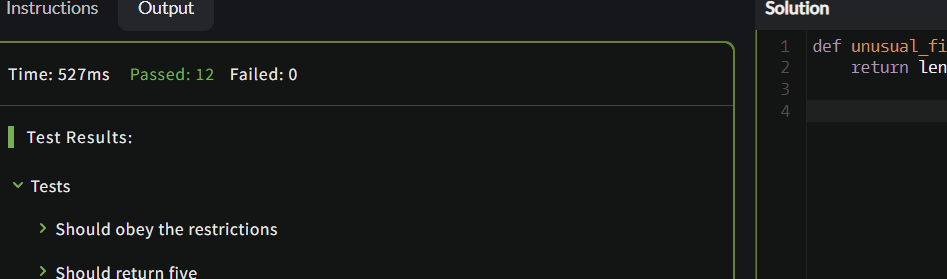 Instructions
Output
Time: 527ms Passed: 12 Failed: 0
Test Results:
Tests
Should obey the restrictions
Should return five
Solution
1 def unusual_fi
2 return len
3
4